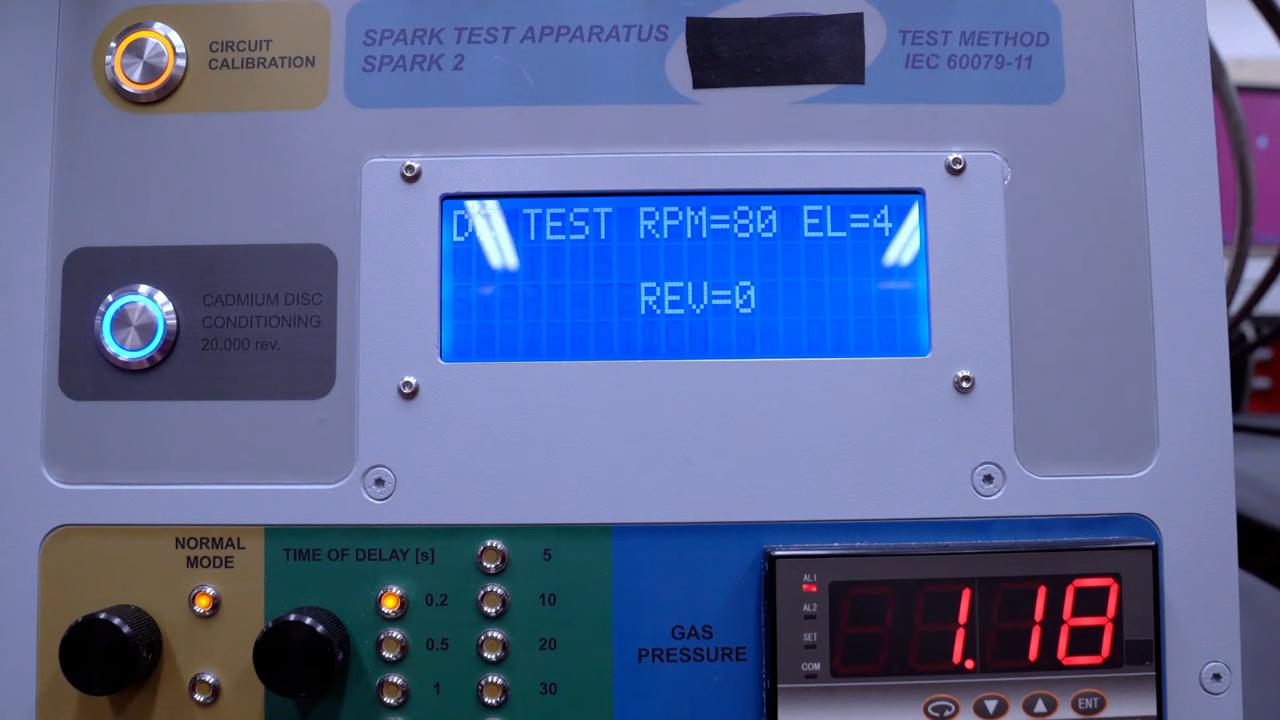 CIRCUIT
CALIBRATION
SPARK TEST APPARATUS
SPARK 2
TEST METHOD
IEC 60079-11
TEST RPM=80 EL=4
REV=0
CADMIUM DISC
CONDITIONING
20.000 rev.
NORMAL
MODE
TIME OF DELAY [s]
0.2
0.5
1
5
10
20
30
GAS
PRESSURE
AL1
AL2
SET
COM
1.18
ENT